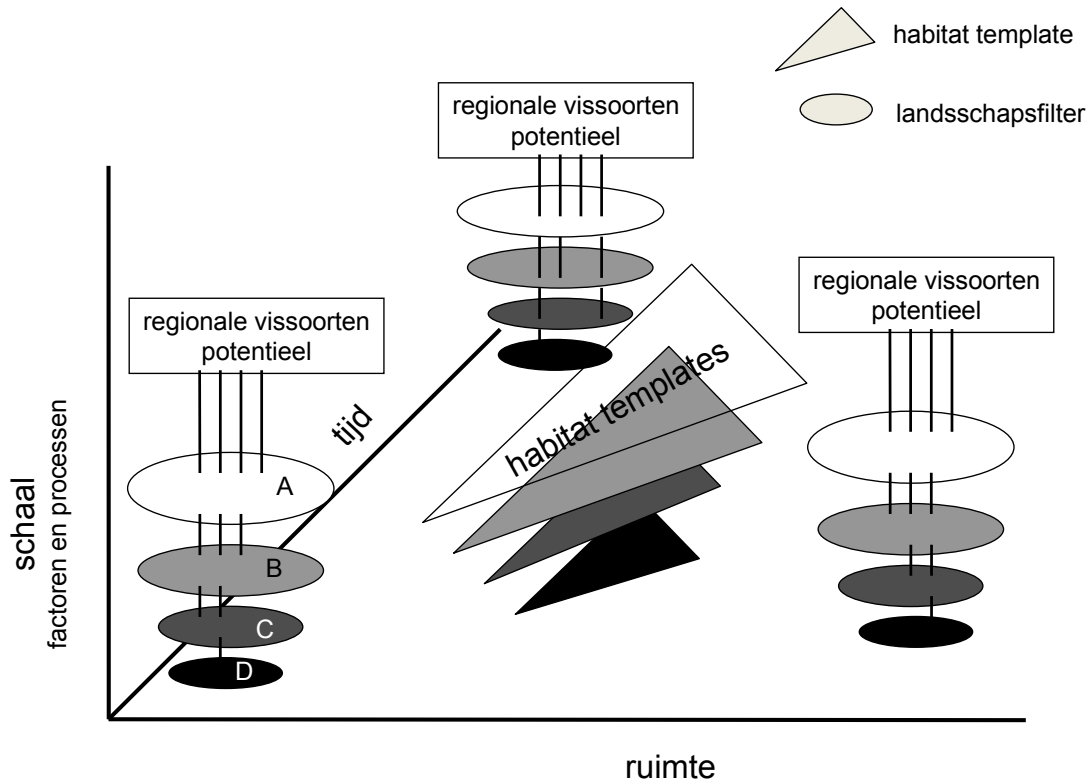 habitat template
landsschapsfilter
regionale vissoorten
potentieel
regionale vissoorten
potentieel
regionale vissoorten
potentieel
habitat templates
tijd
A
B
C
D
schaal
factoren en processen
ruimte